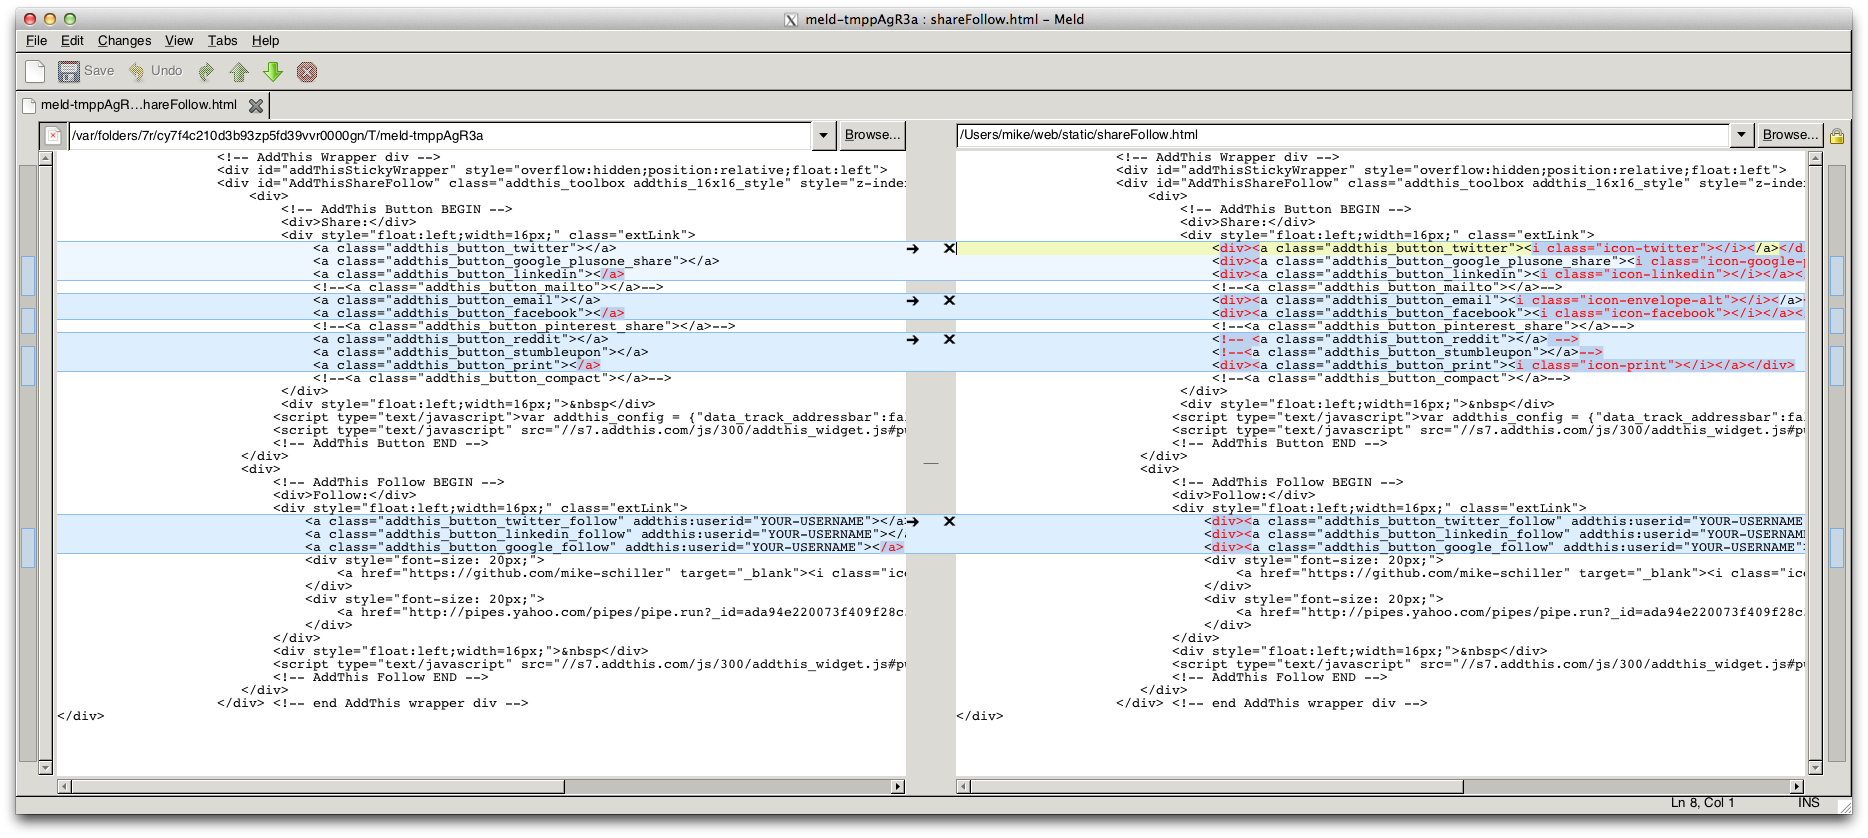 meld-tmppAgR3a : shareFollow.html – Meld
File Edit Changes View Tabs Help
Save Undo
meld-tmppAgR...hareFollow.html
/var/folders/7r/cy7f4c210d3b93zp5fd39vvr0000gn/T/meld-tmppAgR3a
Browse...
<!-- AddThis Wrapper div -->
<div id="addThisStickyWrapper" style="overflow:hidden;position:relative;float:left">
<div id="AddThisShareFollow" class="addthis_toolbox addthis_16x16_style" style="z-inde
<div>
<!-- AddThis Button BEGIN -->
<div>Share:</div>
<div style="float:left;width=16px;" class="extLink">
<a class="addthis_button_twitter"></a>
<a class="addthis_button_google_plusone_share"></a>
<a class="addthis_button_linkedin"></a>
<!--<a class="addthis_button_mailto"></a>-->
<a class="addthis_button_email"></a>
<a class="addthis_button_facebook"></a>
<!--<a class="addthis_button_pinterest_share"></a>-->
<a class="addthis_button_reddit"></a>
<a class="addthis_button_stumbleupon"></a>
<a class="addthis_button_print"></a>
<!--<a class="addthis_button_compact"></a>-->
</div>
<div style="float:left;width=16px;">&nbsp</div>
<script type="text/javascript">var addthis_config = {"data_track_addressbar":fal
<script type="text/javascript" src="//s7.addthis.com/js/300/addthis_widget.js#pu
<!-- AddThis Button END -->
</div>
<div>
<!-- AddThis Follow BEGIN -->
<div>Follow:</div>
<div style="float:left;width=16px;" class="extLink">
<a class="addthis_button_twitter_follow" addthis:userid="YOUR-USERNAME"></a>
<a class="addthis_button_linkedin_follow" addthis:userid="YOUR-USERNAME"></a
<a class="addthis_button_google_follow" addthis:userid="YOUR-USERNAME"></a>
<div style="font-size: 20px;">
<a href="https://github.com/mike-schiller" target="_blank"><i class="ico
</div>
<div style="font-size: 20px;">
<a href="http://pipes.yahoo.com/pipes/pipe.run?_id=ada94e220073f409f28c
</div>
</div>
<div style="float:left;width=16px;">&nbsp</div>
<script type="text/javascript" src="//s7.addthis.com/js/300/addthis_widget.js#pu
<!-- AddThis Follow END -->
</div>
</div> <!-- end AddThis wrapper div -->
</div>
/Users/mike/web/static/shareFollow.html
Browse...
<!-- AddThis Wrapper div -->
<div id="addThisStickyWrapper" style="overflow:hidden;position:relative;float:left">
<div id="AddThisShareFollow" class="addthis_toolbox addthis_16x16_style" style="z-inde
<div>
<!-- AddThis Button BEGIN -->
<div>Share:</div>
<div style="float:left;width=16px;" class="extLink">
<div><a class="addthis_button_twitter"><i class="icon-twitter"></i></a></d
<div><a class="addthis_button_google_plusone_share"><i class="icon-google-p
<div><a class="addthis_button_linkedin"><i class="icon-linkedin"></i></a><
<!--<a class="addthis_button_mailto"></a>-->
<div><a class="addthis_button_email"><i class="icon-envelope-alt"></i></a>
<div><a class="addthis_button_facebook"><i class="icon-facebook"></i></a><
<!--<a class="addthis_button_pinterest_share"></a>-->
<!-- <a class="addthis_button_reddit"></a> -->
<!--<a class="addthis_button_stumbleupon"></a>-->
<div><a class="addthis_button_print"><i class="icon-print"></i></a></div>
<!--<a class="addthis_button_compact"></a>-->
</div>
<div style="float:left;width=16px;">&nbsp</div>
<script type="text/javascript">var addthis_config = {"data_track_addressbar":fal
<script type="text/javascript" src="//s7.addthis.com/js/300/addthis_widget.js#pu
<!-- AddThis Button END -->
</div>
<div>
<!-- AddThis Follow BEGIN -->
<div>Follow:</div>
<div style="float:left;width=16px;" class="extLink">
<div><a class="addthis_button_twitter_follow" addthis:userid="YOUR-USERNAME
<div><a class="addthis_button_linkedin_follow" addthis:userid="YOUR-USERNAM
<div><a class="addthis_button_google_follow" addthis:userid="YOUR-USERNAME"
<div style="font-size: 20px;">
<a href="https://github.com/mike-schiller" target="_blank"><i class="ico
</div>
<div style="font-size: 20px;">
<a href="http://pipes.yahoo.com/pipes/pipe.run?_id=ada94e220073f409f28c
</div>
</div>
<div style="float:left;width=16px;">&nbsp</div>
<script type="text/javascript" src="//s7.addthis.com/js/300/addthis_widget.js#pu
<!-- AddThis Follow END -->
</div>
</div> <!-- end AddThis wrapper div -->
</div>
Ln 8, Col 1 INS